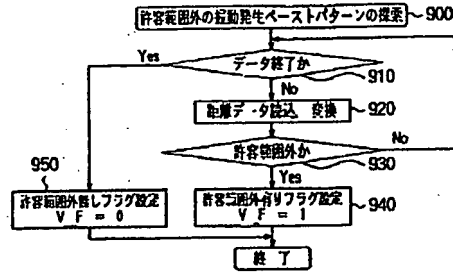 許容範囲外の振動発生ペーストパターンの探索
900
Yes
データ終了か
910
No
距離データ読込 変換
920
許容範囲外か
930
No
950
Yes
許容範囲外無しフラグ設定
VF = 0
許容範囲外有りフラグ設定
VF = 1
940
終了